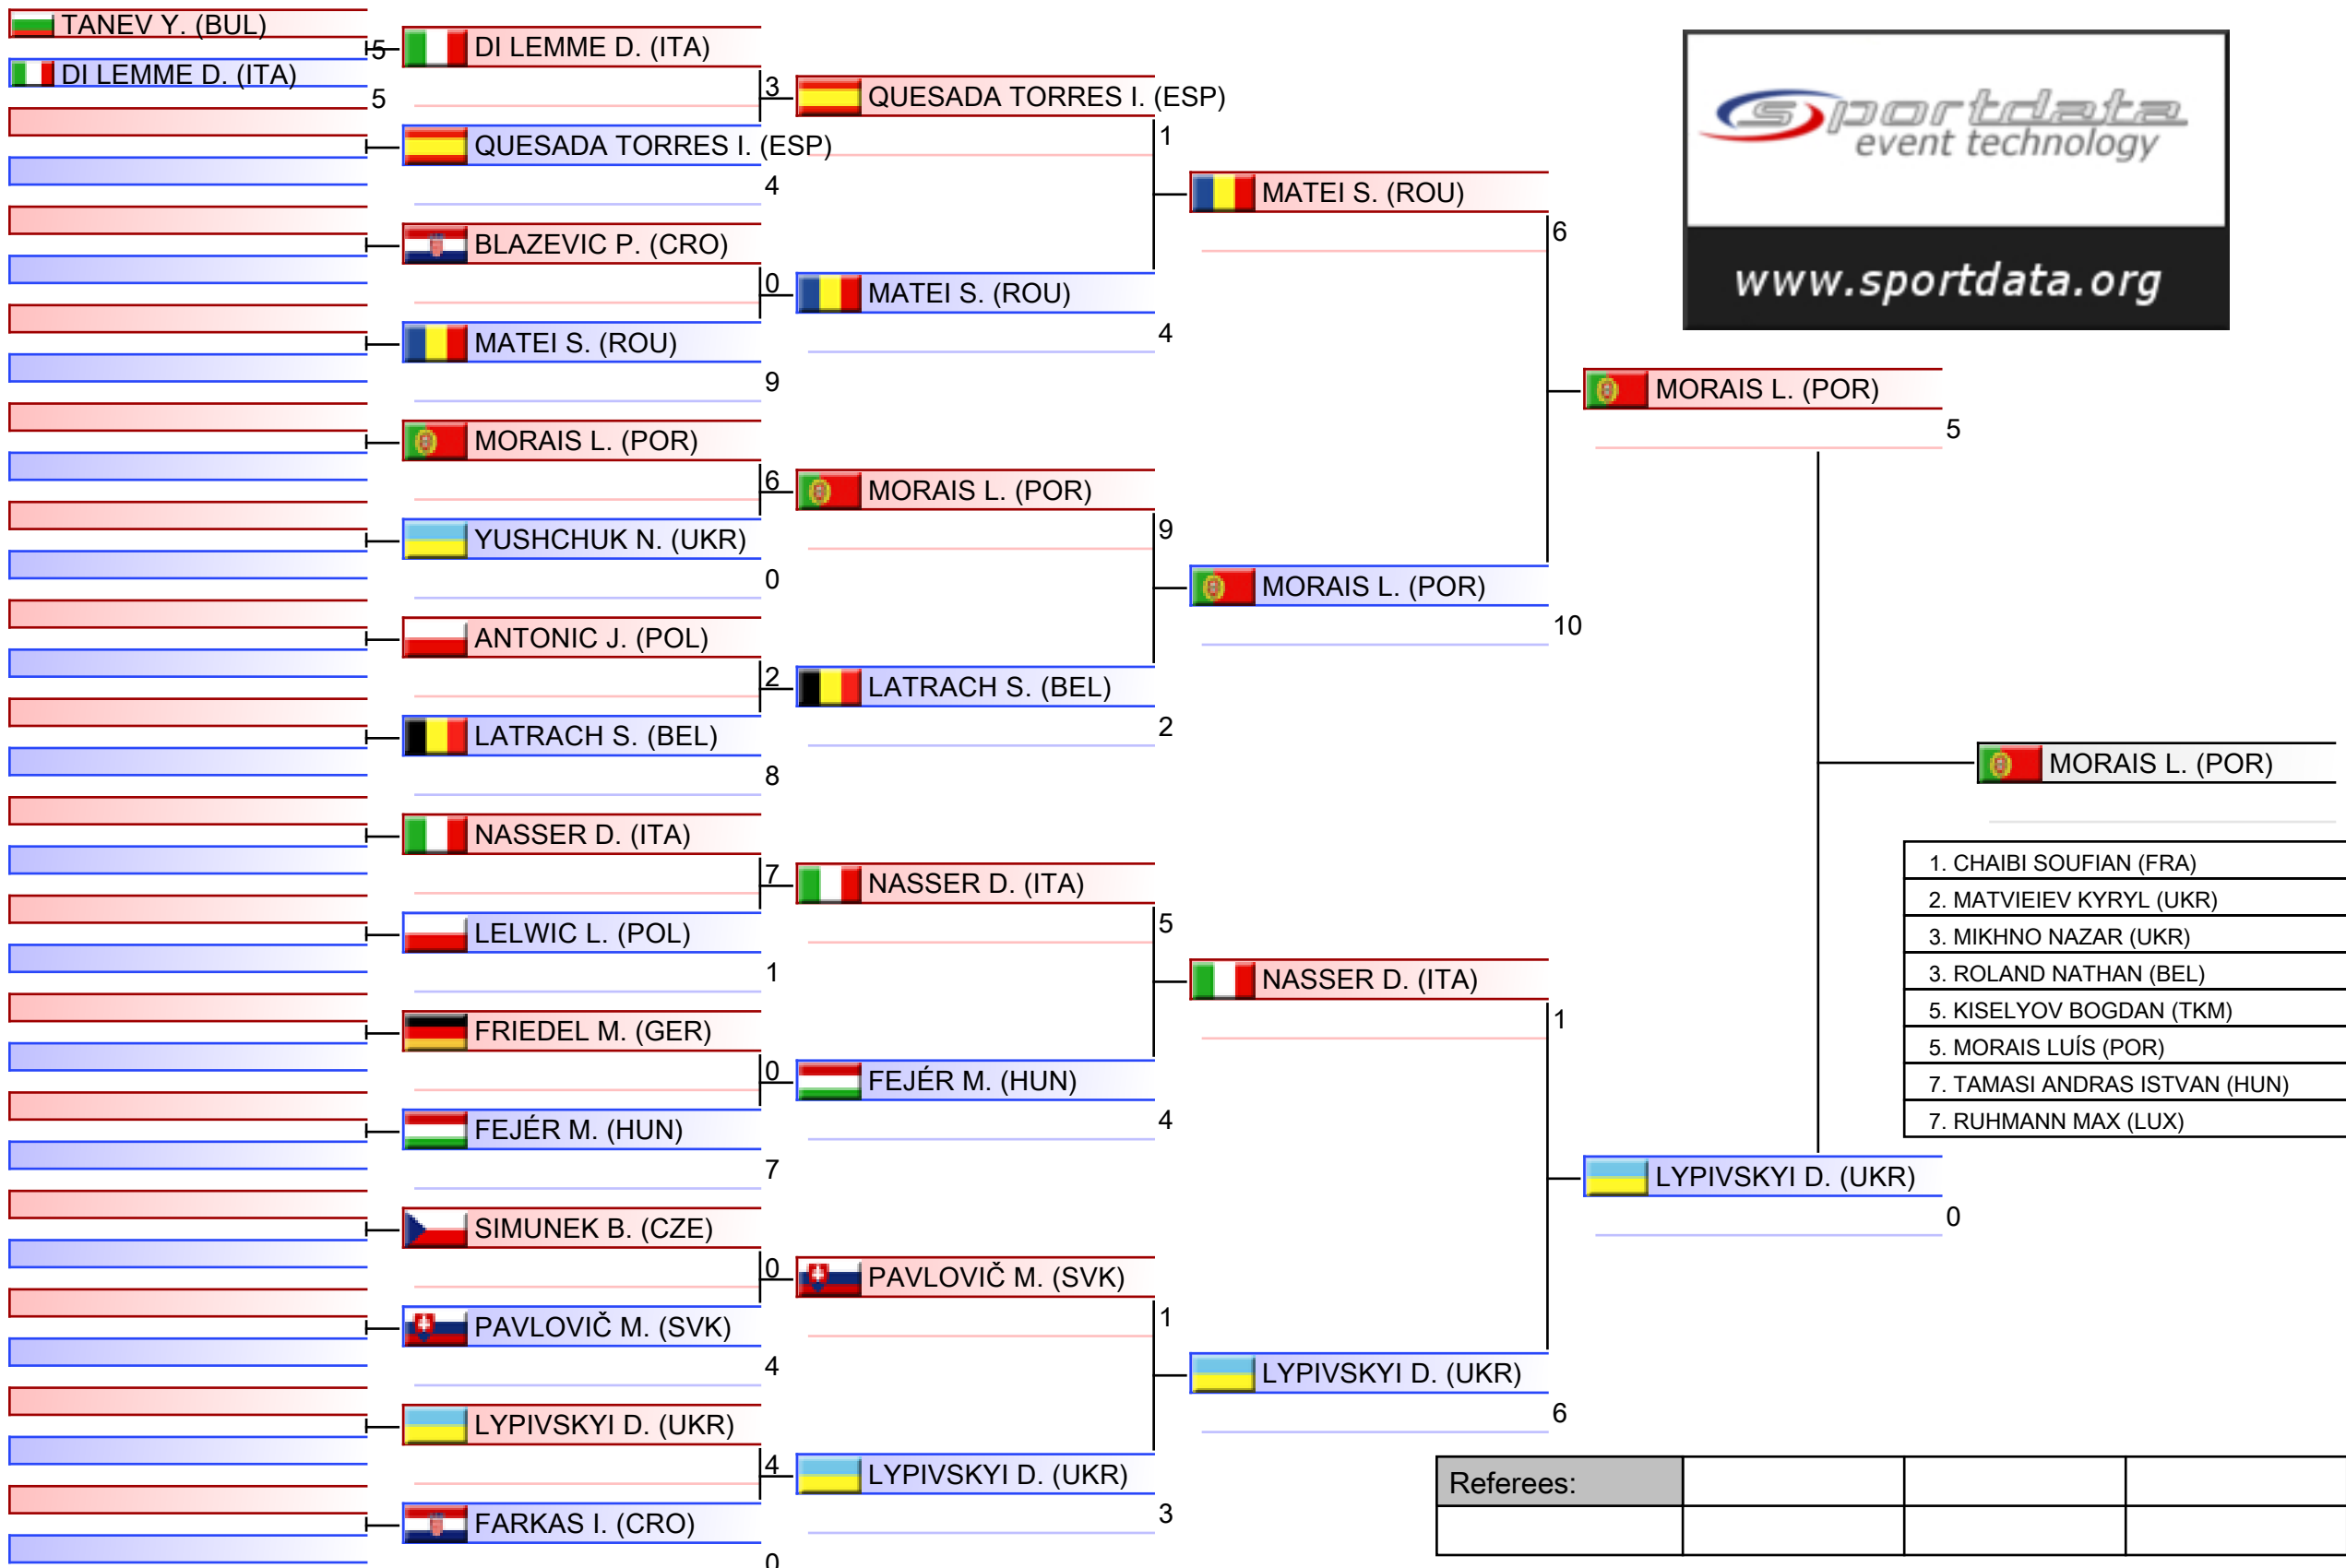 TANEV Y. (BUL)
5
DI LEMME D. (ITA)
5
DI LEMME D. (ITA)
3
QUESADA TORRES I. (ESP)
4
BLAZEVIC P. (CRO)
0
MATEI S. (ROU)
9
MORAIS L. (POR)
6
YUSHCHUK N. (UKR)
0
ANTONIC J. (POL)
2
LATRACH S. (BEL)
8
NASSER D. (ITA)
7
LELWIC L. (POL)
1
FRIEDEL M. (GER)
0
FEJÉR M. (HUN)
7
SIMUNEK B. (CZE)
0
PAVLOVIČ M. (SVK)
4
LYPIVSKYI D. (UKR)
4
FARKAS I. (CRO)
0
QUESADA TORRES I. (ESP)
1
MATEI S. (ROU)
4
MORAIS L. (POR)
9
LATRACH S. (BEL)
2
NASSER D. (ITA)
5
FEJÉR M. (HUN)
4
PAVLOVIČ M. (SVK)
1
LYPIVSKYI D. (UKR)
3
MATEI S. (ROU)
6
MORAIS L. (POR)
10
NASSER D. (ITA)
1
LYPIVSKYI D. (UKR)
6
MORAIS L. (POR)
5
LYPIVSKYI D. (UKR)
0
MORAIS L. (POR)
sportdata
event technology
www.sportdata.org
1. CHAIBI SOUFIAN (FRA)
2. MATVIEIEV KYRYL (UKR)
3. MIKHNO NAZAR (UKR)
3. ROLAND NATHAN (BEL)
5. KISELYOV BOGDAN (TKM)
5. MORAIS LUÍS (POR)
7. TAMASI ANDRAS ISTVAN (HUN)
7. RUHMANN MAX (LUX)
Referees: